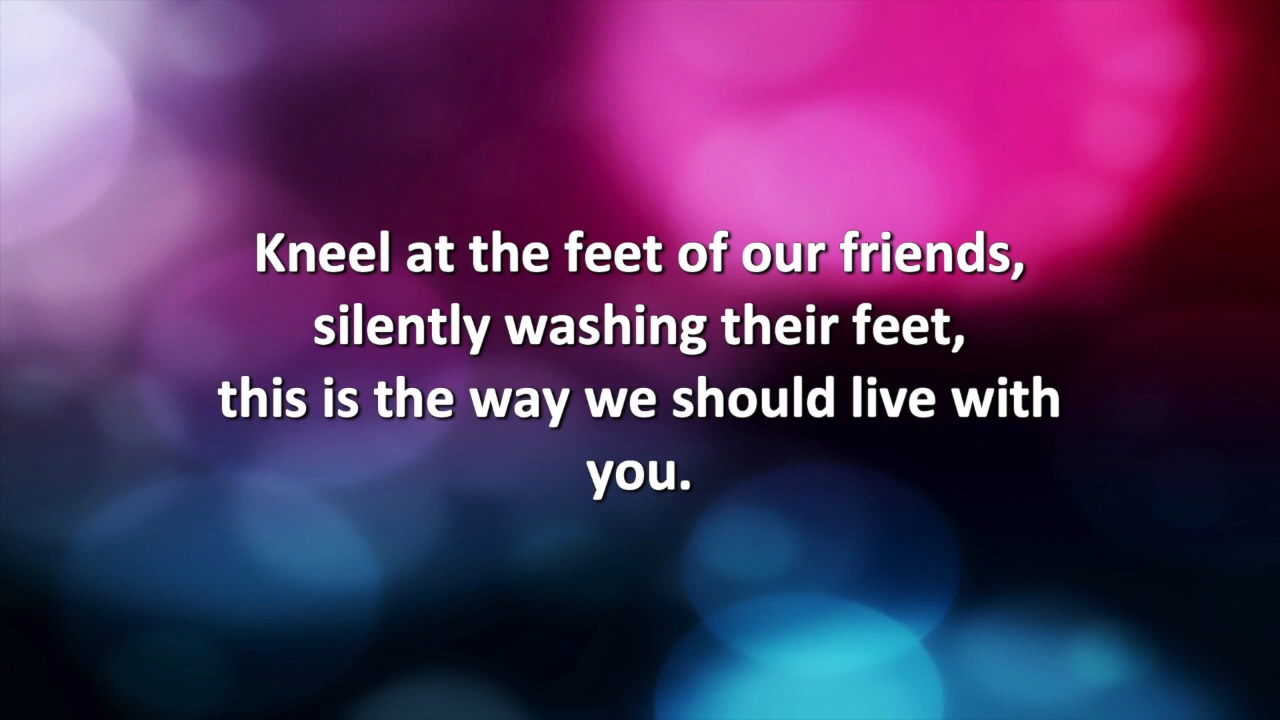 Kneel at the feet of our friends,
silently washing their feet,
this is the way we should live with
you.